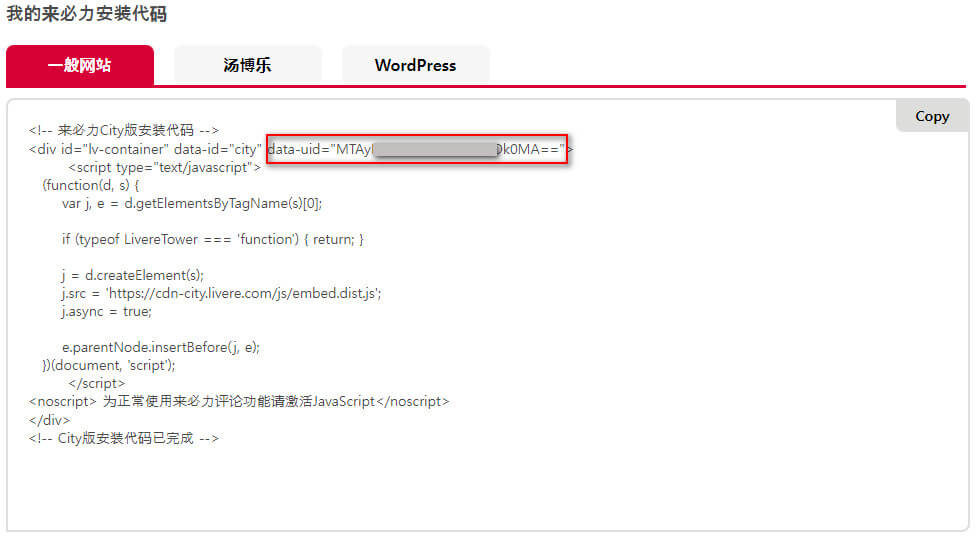 我的来必力安装代码
一般网站 汤博乐 WordPress
Copy
<!-- 来必力City版安装代码 -->
<div id="lv-container" data-id="city" data-uid="MTAy Dk0MA==">
<script type="text/javascript">
(function(d, s) {
var j, e = d.getElementsByTagName(s)[0];
if (typeof LivereTower === 'function') { return; }
j = d.createElement(s);
j.src = 'https://cdn-city.livere.com/js/embed.dist.js';
j.async = true;
e.parentNode.insertBefore(j, e);
})(document, 'script');
</script>
<noscript> 为正常使用来必力评论功能请激活JavaScript</noscript>
</div>
<!-- City版安装代码已完成 -->